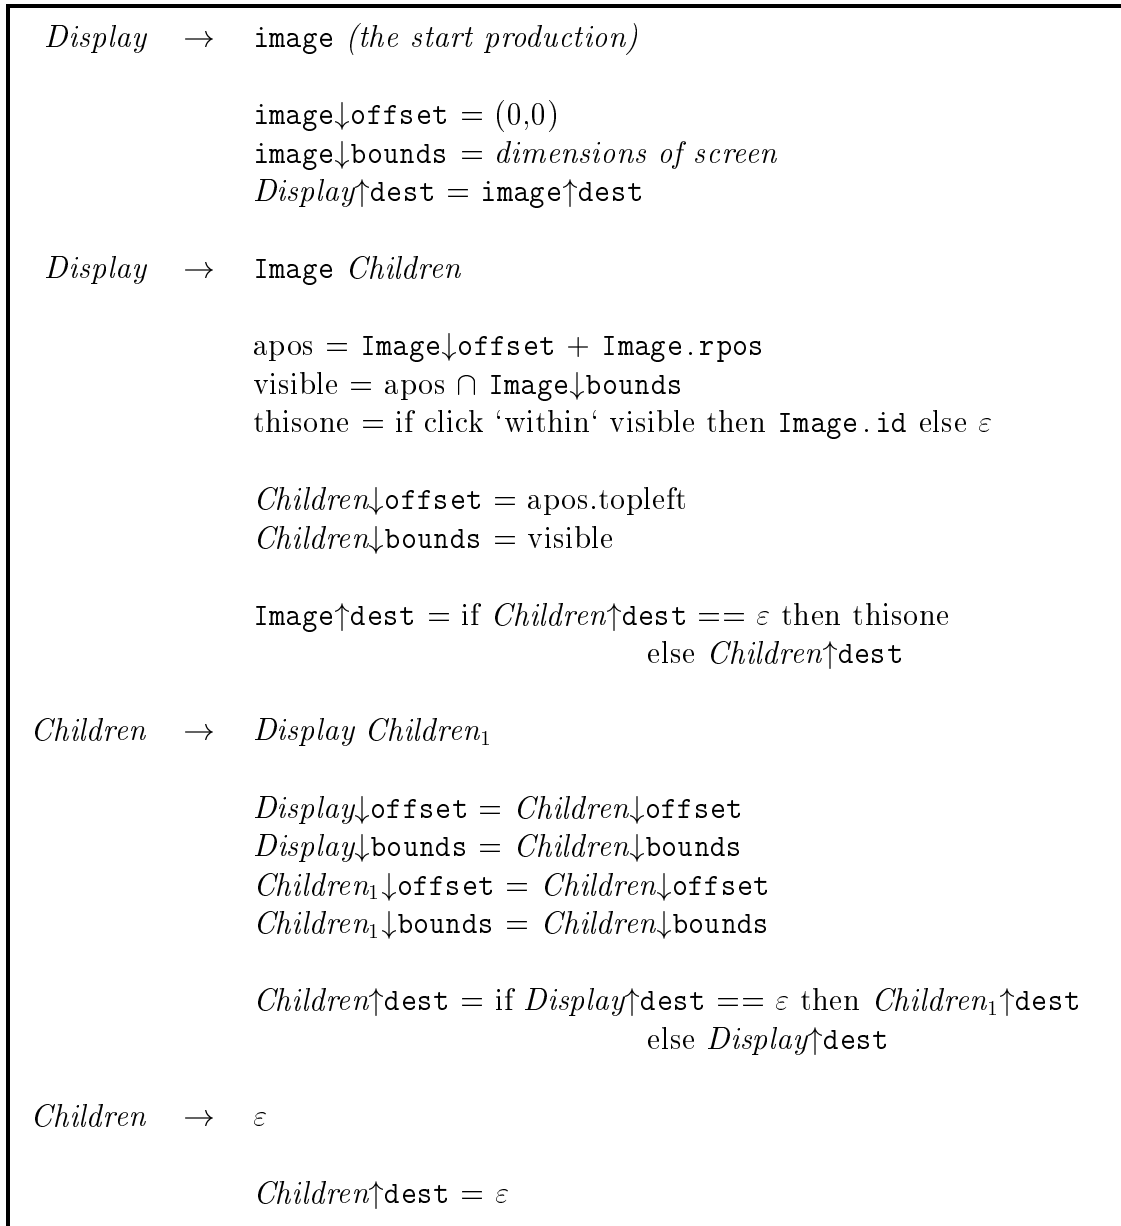 Display → image (the start production)
image↓offset = (0,0)
image↓bounds = dimensions of screen
Display↑dest = image↑dest
Display → Image Children
apos = Image↓offset + Image.rpos
visible = apos ∩ Image↓bounds
thisone = if click ‘within‘ visible then Image.id else ε
Children↓offset = apos.topleft
Children↓bounds = visible
Image↑dest = if Children↑dest == ε then thisone
else Children↑dest
Children → Display Children₁
Display↓offset = Children↓offset
Display↓bounds = Children↓bounds
Children₁↓offset = Children↓offset
Children₁↓bounds = Children↓bounds
Children↑dest = if Display↑dest == ε then Children₁↑dest
else Display↑dest
Children → ε
Children↑dest = ε